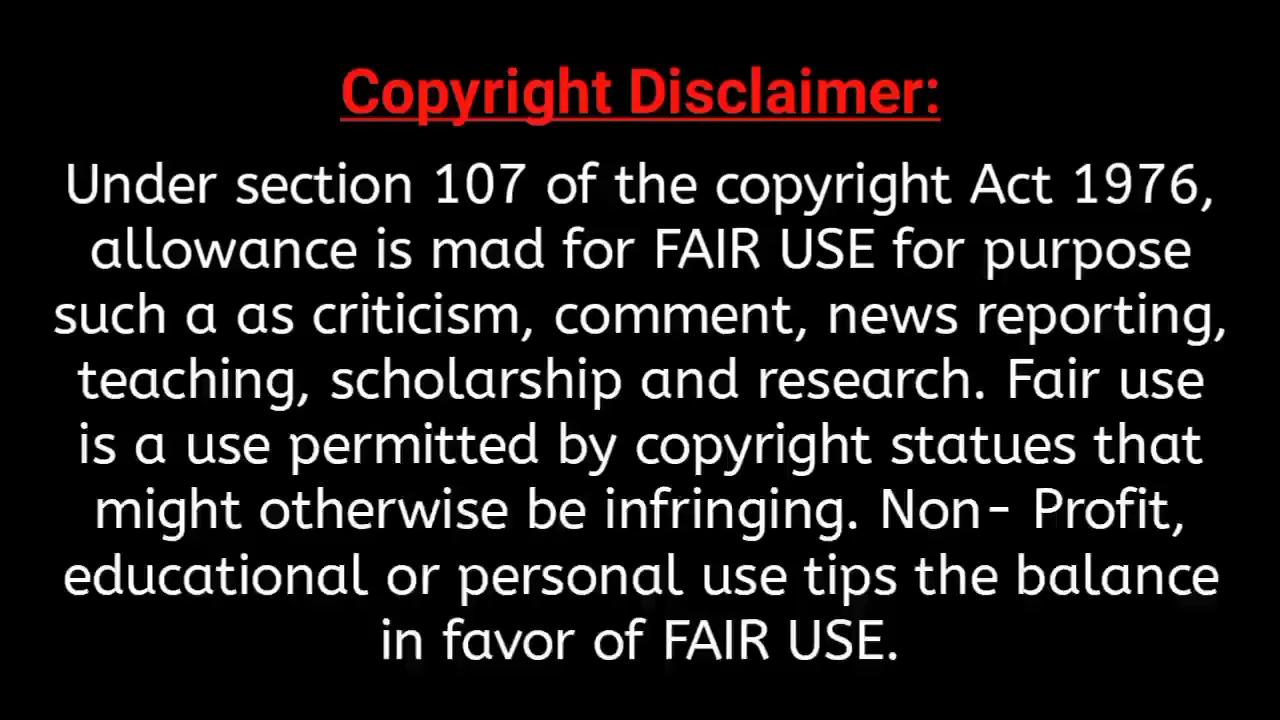 Copyright Disclaimer:
Under section 107 of the copyright Act 1976,
allowance is mad for FAIR USE for purpose
such a as criticism, comment, news reporting,
teaching, scholarship and research. Fair use
is a use permitted by copyright statues that
might otherwise be infringing. Non- Profit,
educational or personal use tips the balance
in favor of FAIR USE.